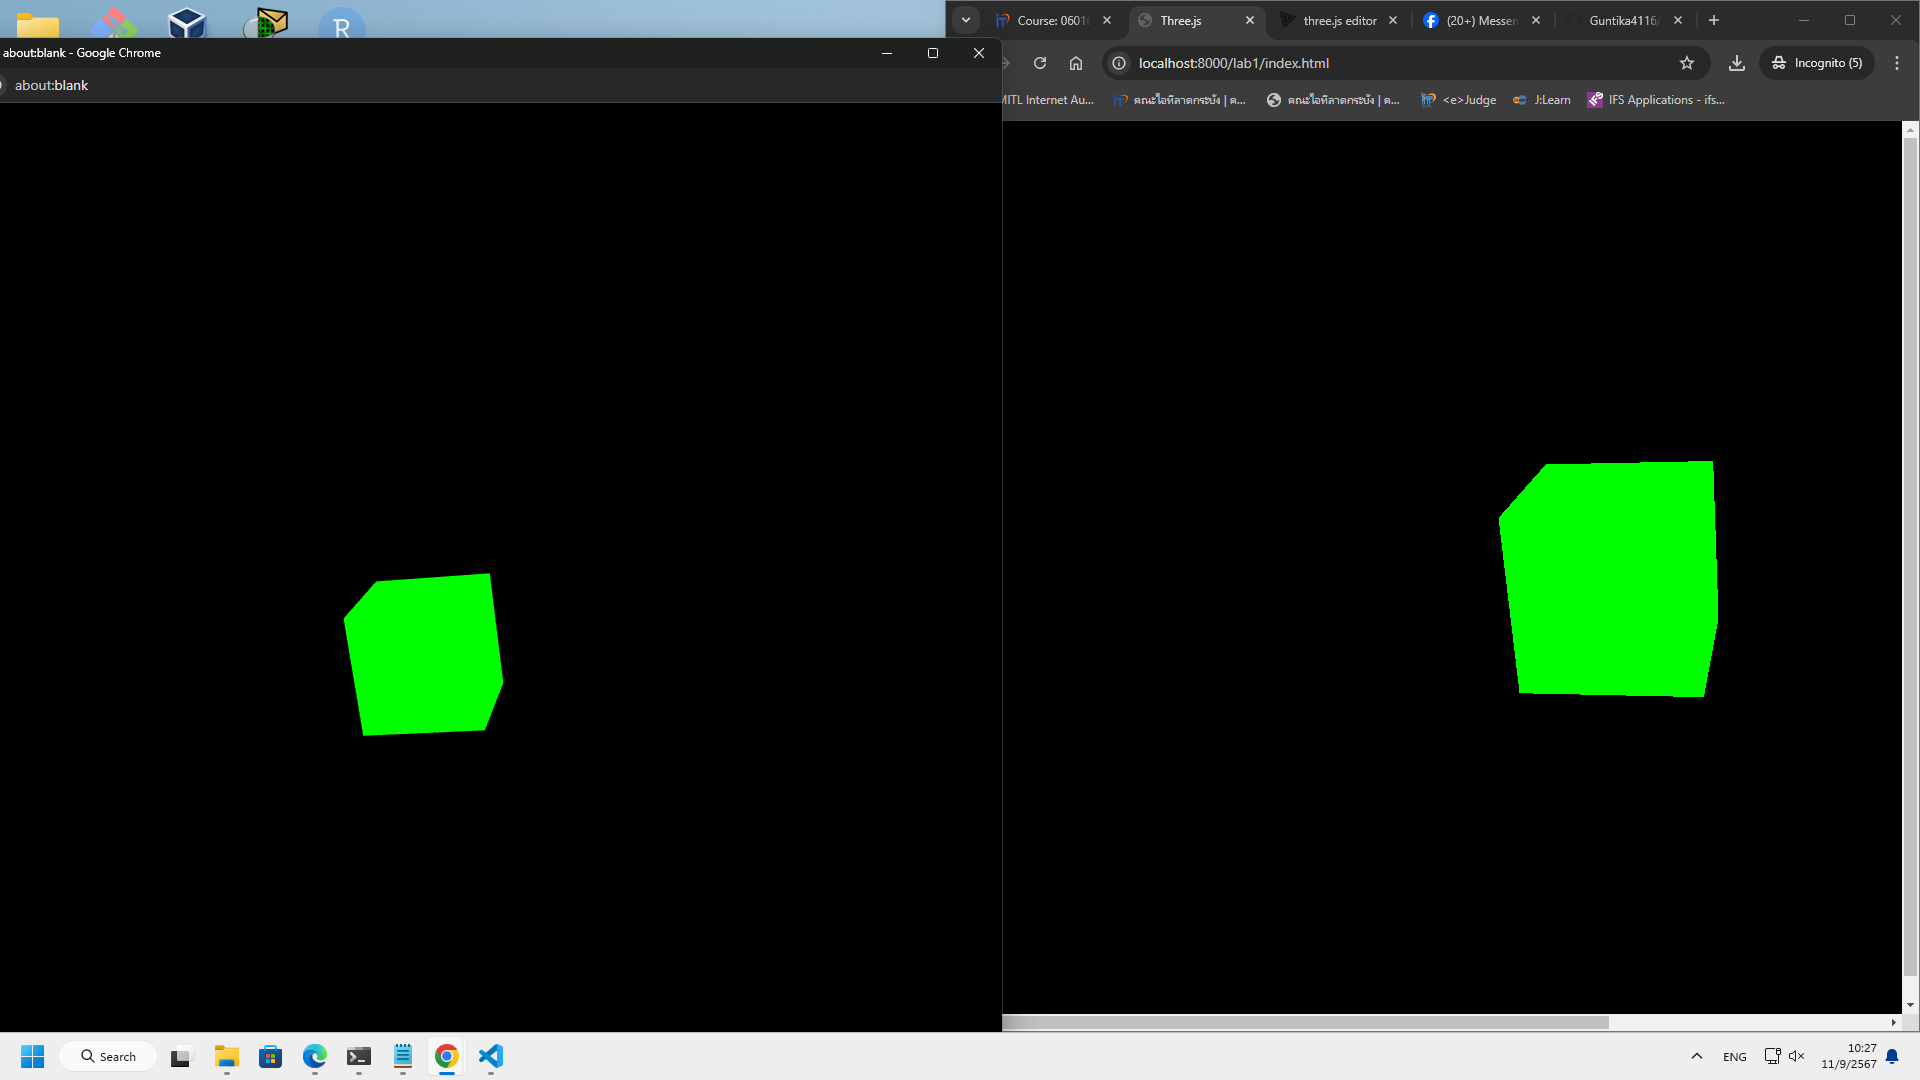 R
about:blank - Google Chrome
about:blank
Course: 0601
Three.js
three.js editor
(20+) Messen
Guntika4116/
localhost:8000/lab1/index.html
Incognito (5)
MITL Internet Au...
คณะไอทีลาดกระบัง | ค...
คณะไอทีลาดกระบัง | ค...
<e>Judge
J:Learn
IFS Applications - ifs...
Search
ENG
10:27
11/9/2567